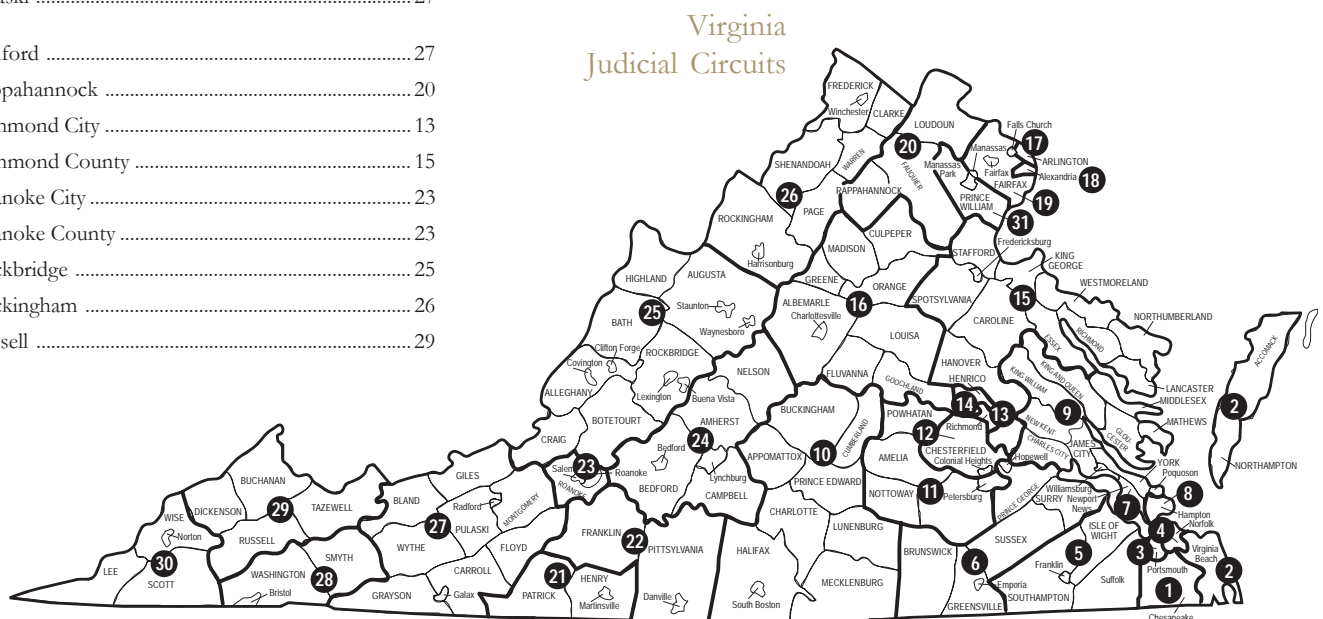 27
ford ........ 27
ppahannock ........ 20
mmond City ........ 13
mmond County ........ 15
noke City ........ 23
noke County ........ 23
ckbridge ........ 25
ckingham ........ 26
sell ........ 29
Virginia
Judicial Circuits
FREDERICK
Winchester
CLARKE
LOUDOUN
Falls Church
17
20
Manassas
ARLINGTON
SHENANDOAH
WARREN
FAUQUIER
Manassas
Park
Fairfax
Alexandria
18
FAIRFAX
26
RAPPAHANNOCK
PRINCE
WILLIAM
19
ROCKINGHAM
PAGE
31
CULPEPER
Fredericksburg
MADISON
STAFFORD
KING
GEORGE
Harrisonburg
HIGHLAND
AUGUSTA
GREENE
ORANGE
WESTMORELAND
Staunton
ALBEMARLE
16
SPOTSYLVANIA
15
25
BATH
Charlottesville
CAROLINE
NORTHUMBERLAND
Waynesboro
RICHMOND
LOUISA
ESSEX
Clifton Forge
ROCKBRIDGE
ACCOMACK
Covington
NELSON
FLUVANNA
HANOVER
KING AND QUEEN
GOOCHLAND
HENRICO
KING WILLIAM
LANCASTER
ALLEGHANY
Lexington
Buena Vista
MIDDLESEX
BUCKINGHAM
POWHATAN
14
13
9
2
BOTETOURT
AMHERST
Richmond
NEW KENT
MATHEWS
CUMBERLAND
12
GLOU-
CESTER
CRAIG
24
CHESTERFIELD
CHARLES CITY
JAMES
CITY
Bedford
10
APPOMATTOX
AMELIA
Colonial Heights
Hopewell
YORK
NORTHAMPTON
Salem
23
Roanoke
Poquoson
GILES
Lynchburg
ROANOKE
BUCHANAN
PRINCE EDWARD
BEDFORD
CAMPBELL
NOTTOWAY
11
Petersburg
PRINCE GEORGE
Williamsburg
SURRY
Newport
News
8
BLAND
Radford
MONTGOMERY
7
Hampton
DICKENSON
29
TAZEWELL
CHARLOTTE
WISE
27
PULASKI
FRANKLIN
22
LUNENBURG
ISLE OF
WIGHT
4
Norfolk
Norton
RUSSELL
WYTHE
FLOYD
PITTSYLVANIA
HALIFAX
BRUNSWICK
SUSSEX
5
3
Virginia
Beach
30
SMYTH
6
Franklin
Portsmouth
LEE
WASHINGTON
28
CARROLL
21
HENRY
MECKLENBURG
Emporia
Suffolk
2
SCOTT
Bristol
GRAYSON
Galax
PATRICK
Martinsville
Danville
South Boston
GREENSVILLE
SOUTHAMPTON
1
Chesapeake